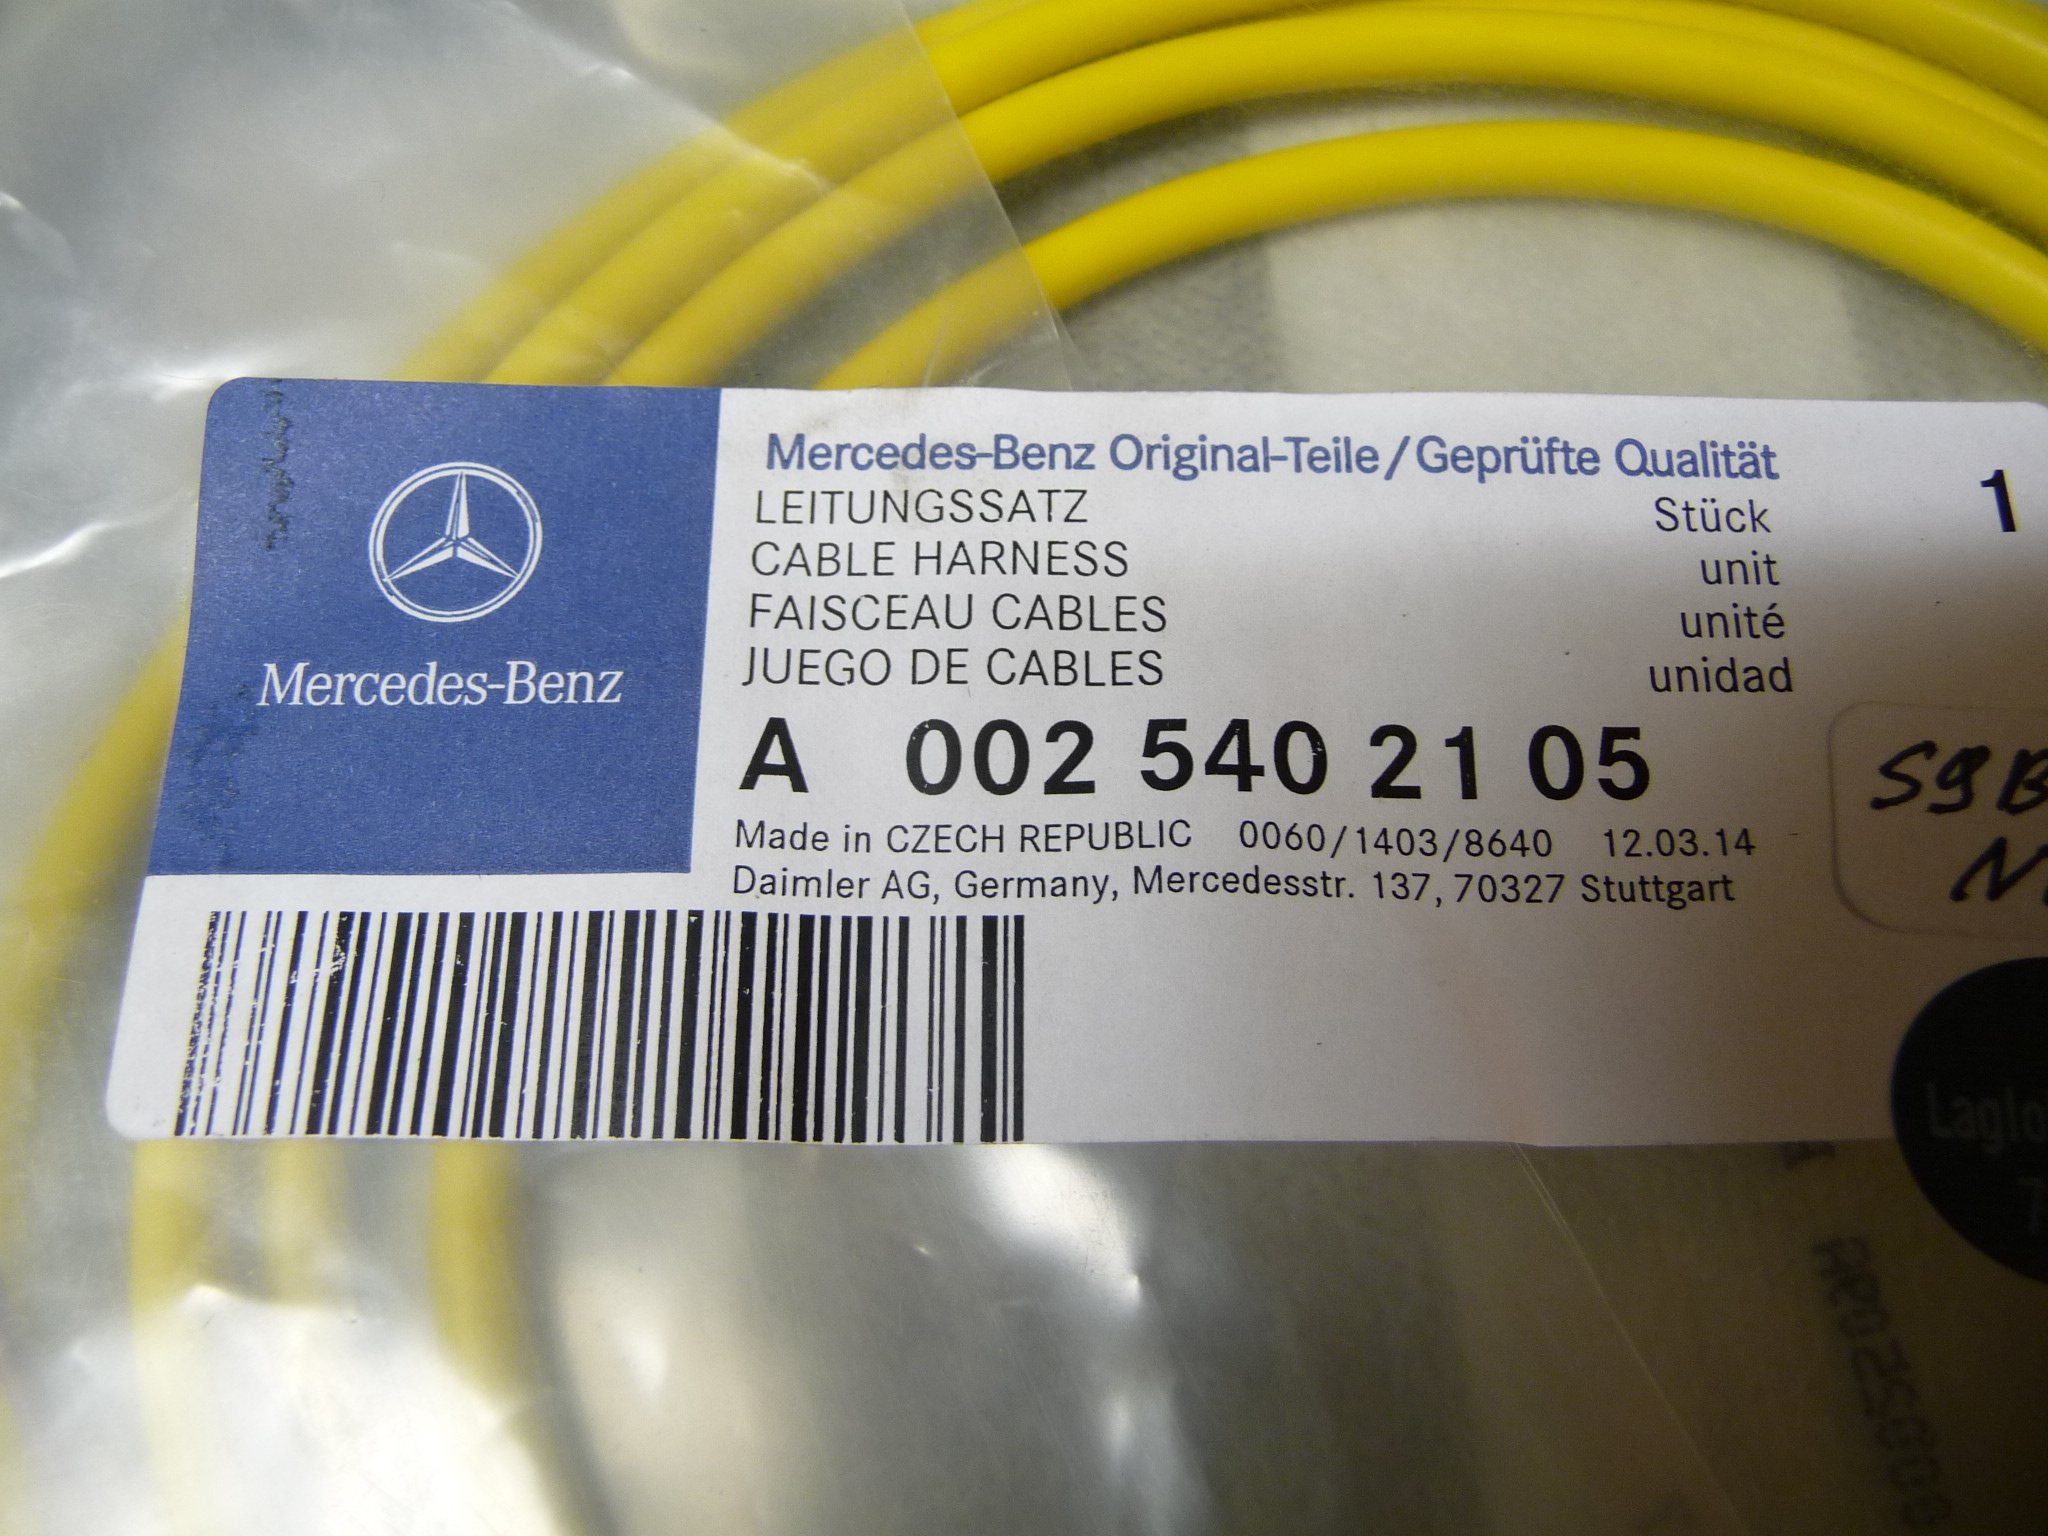 Mercedes-Benz
Mercedes-Benz Original-Teile/Geprüfte Qualität
LEITUNGSSATZ Stück 1
CABLE HARNESS unit
FAISCEAU CABLES unité
JUEGO DE CABLES unidad
A 002 540 21 05
Made in CZECH REPUBLIC 0060/1403/8640 12.03.14
Daimler AG, Germany, Mercedesstr. 137, 70327 Stuttgart